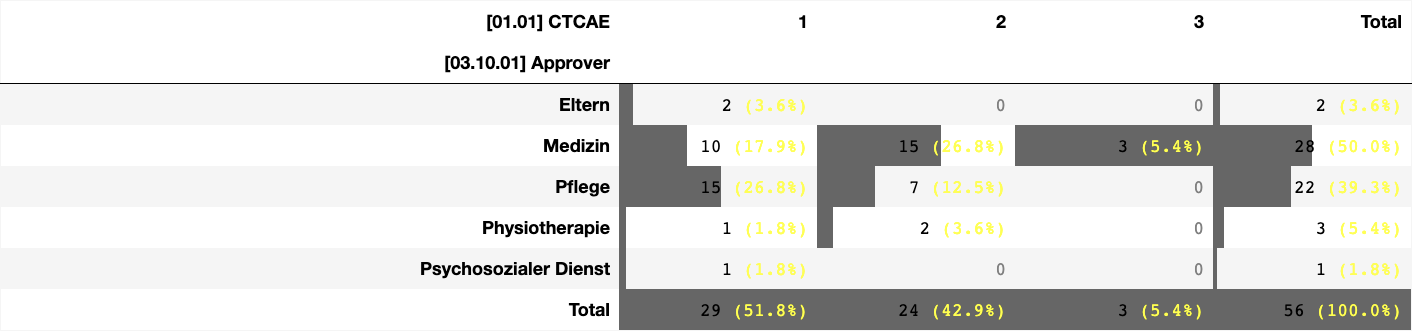 [01.01] CTCAE 1 2 3 Total
[03.10.01] Approver
Eltern 2 (3.6%) 0 0 2 (3.6%)
Medizin 10 (17.9%) 15 (26.8%) 3 (5.4%) 28 (50.0%)
Pflege 15 (26.8%) 7 (12.5%) 0 22 (39.3%)
Physiotherapie 1 (1.8%) 2 (3.6%) 0 3 (5.4%)
Psychosozialer Dienst 1 (1.8%) 0 0 1 (1.8%)
Total 29 (51.8%) 24 (42.9%) 3 (5.4%) 56 (100.0%)